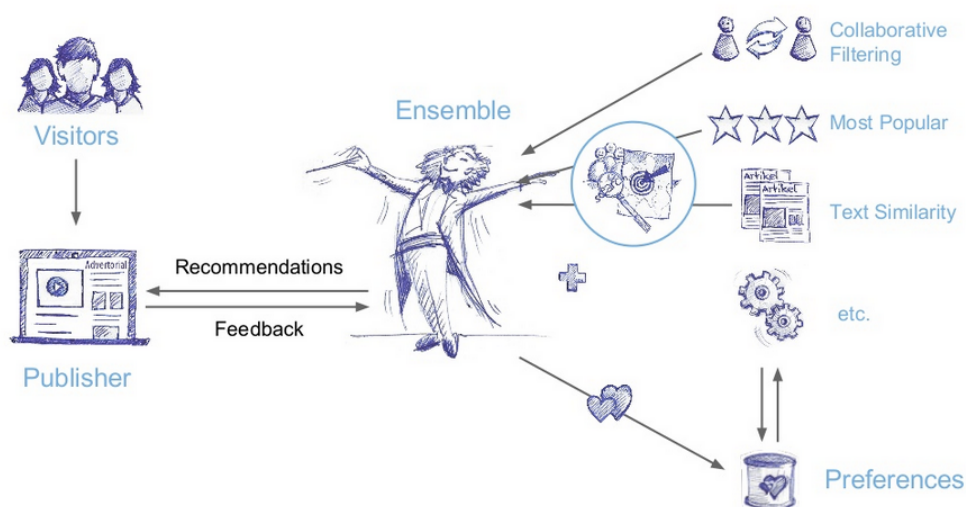 Collaborative
Filtering
Ensemble
Most Popular
Visitors
Artikel
Artikel
Text Similarity
Advertorial
Recommendations
Feedback
etc.
Publisher
Preferences